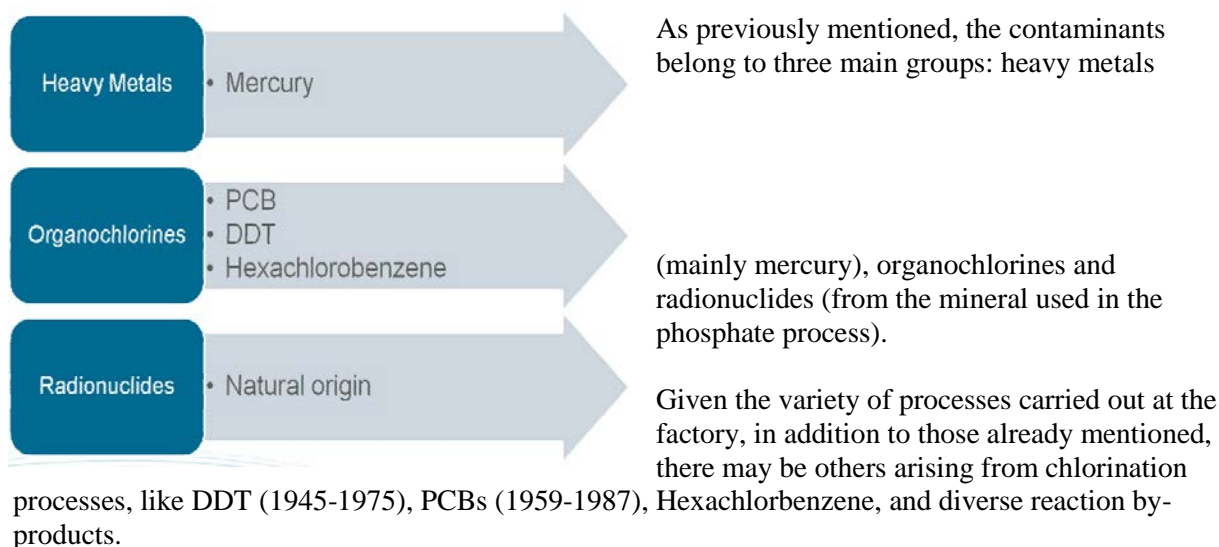 Heavy Metals
• Mercury
Organochlorines
• PCB
• DDT
• Hexachlorobenzene
Radionuclides
• Natural origin
As previously mentioned, the contaminants
belong to three main groups: heavy metals
(mainly mercury), organochlorines and
radionuclides (from the mineral used in the
phosphate process).
Given the variety of processes carried out at the
factory, in addition to those already mentioned,
there may be others arising from chlorination
processes, like DDT (1945-1975), PCBs (1959-1987), Hexachlorbenzene, and diverse reaction by-
products.